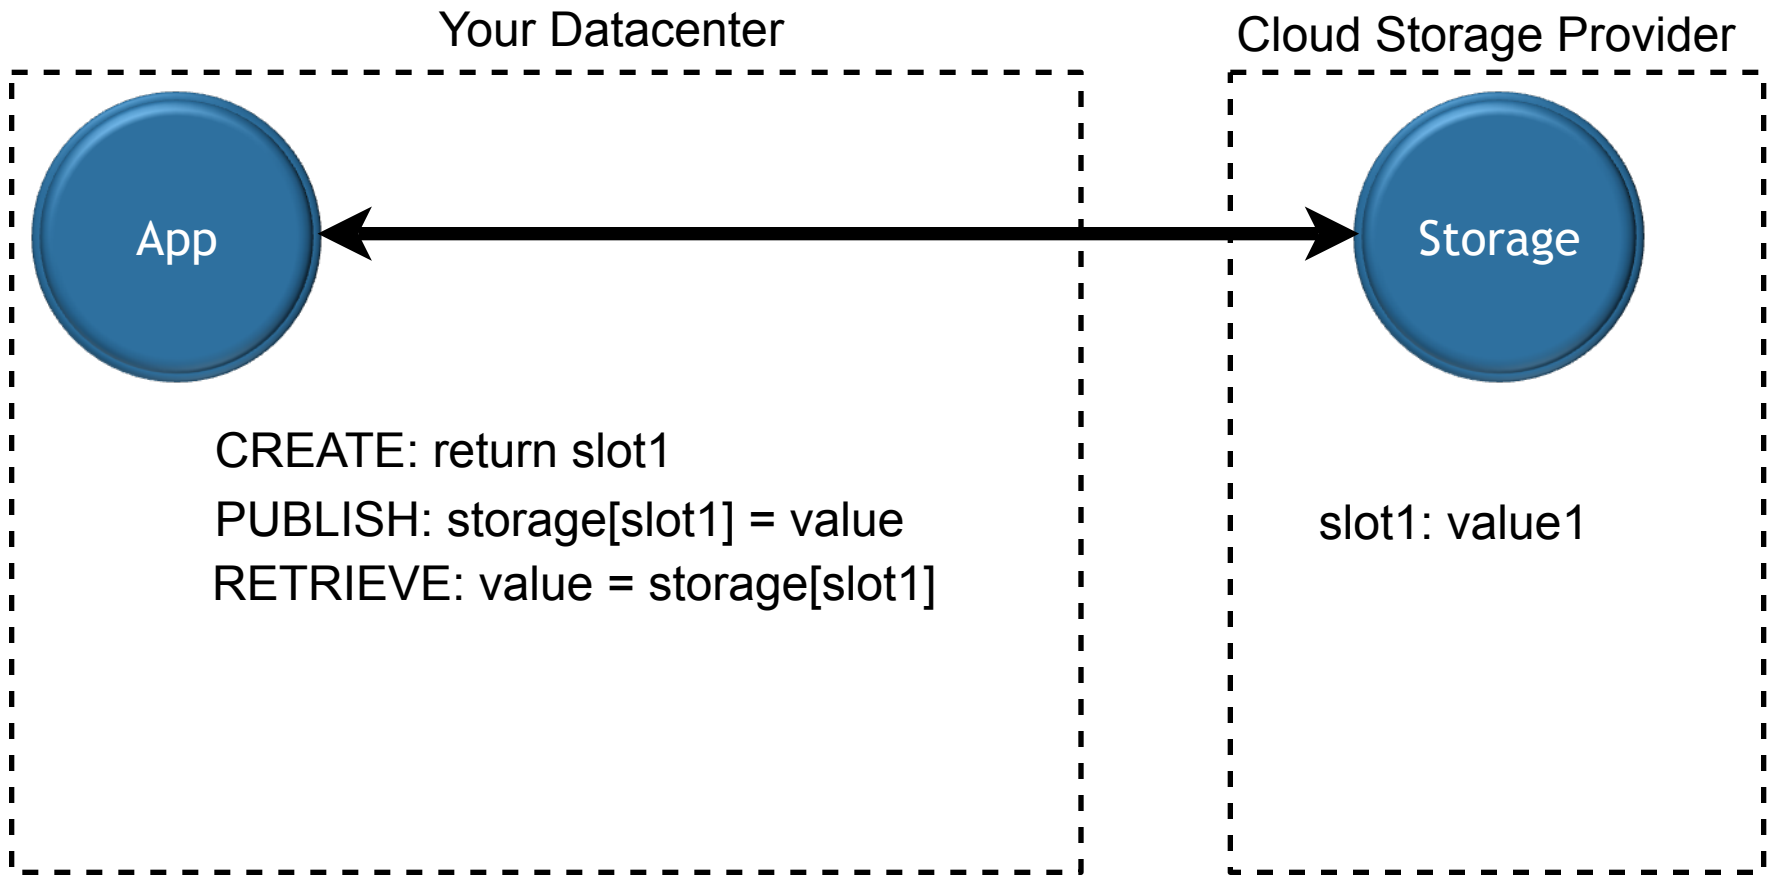 Your Datacenter
Cloud Storage Provider
App
Storage
CREATE: return slot1
PUBLISH: storage[slot1] = value
RETRIEVE: value = storage[slot1]
slot1: value1